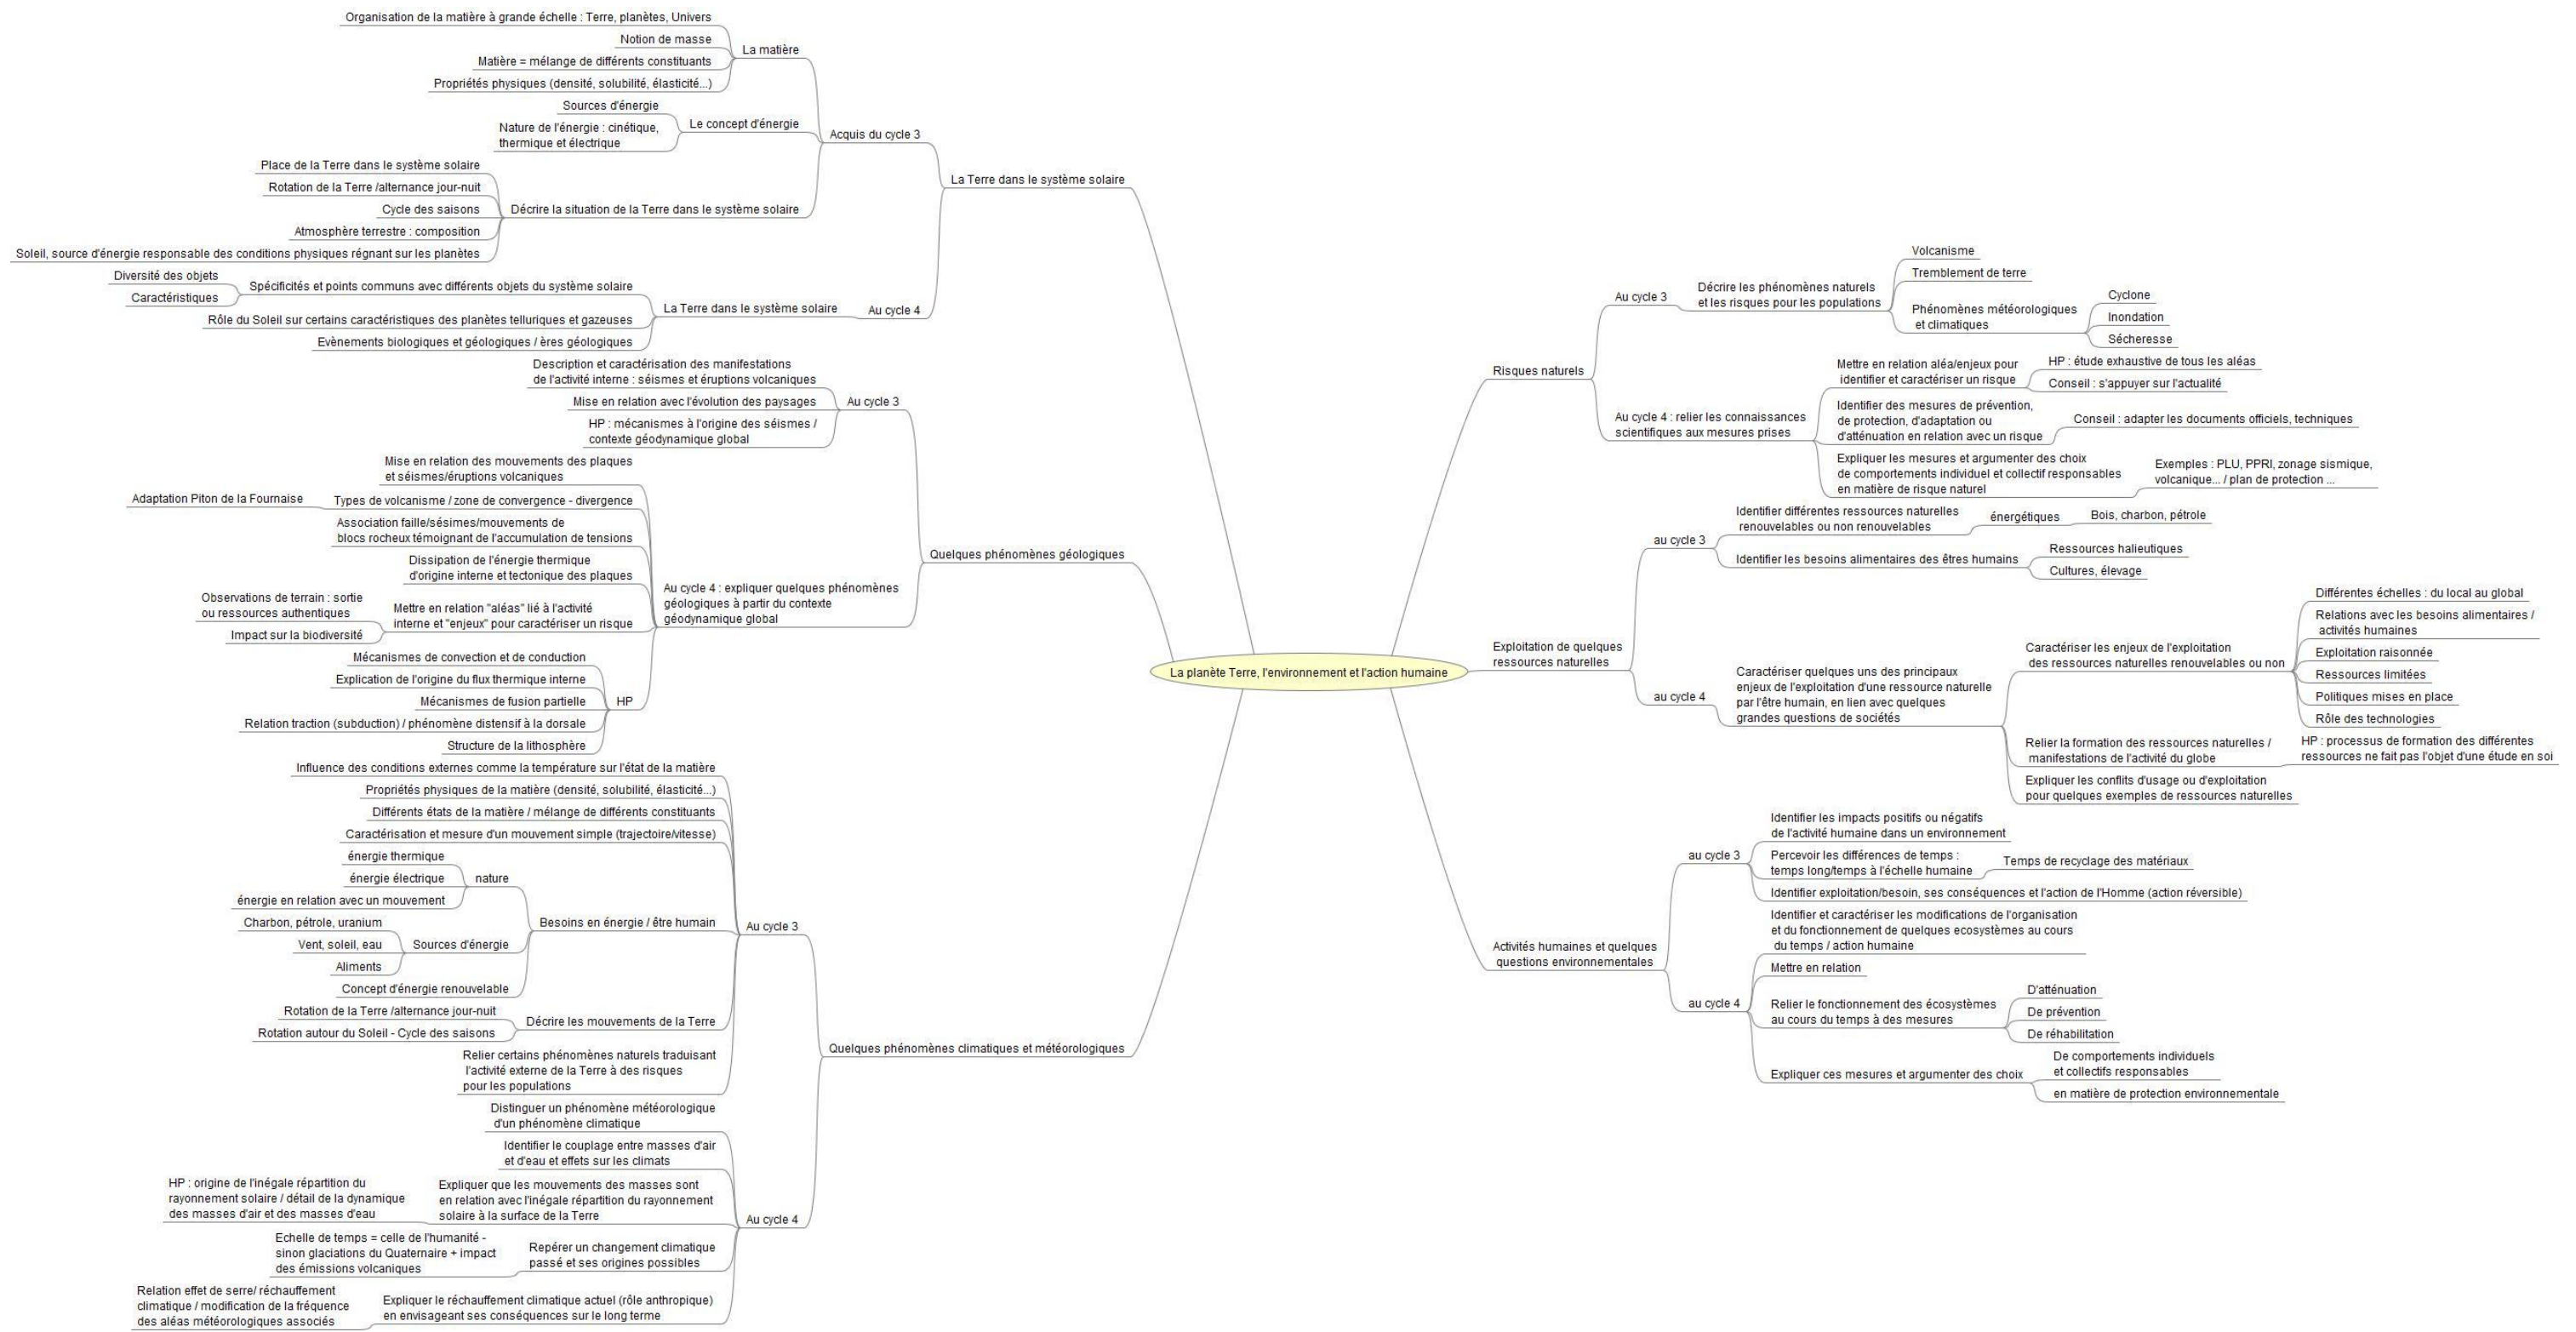 Organisation de la matière à grande échelle : Terre, planètes, Univers
Notion de masse
Matière = mélange de différents constituants
Propriétés physiques (densité, solubilité, élasticité...)
La matière
Sources d'énergie
Nature de l'énergie : cinétique,
thermique et électrique
Le concept d'énergie
Place de la Terre dans le système solaire
Rotation de la Terre /alternance jour-nuit
Cycle des saisons
Atmosphère terrestre : composition
Soleil, source d'énergie responsable des conditions physiques régnant sur les planètes
Décrire la situation de la Terre dans le système solaire
Acquis du cycle 3
Diversité des objets
Caractéristiques
Spécificités et points communs avec différents objets du système solaire
Rôle du Soleil sur certains caractéristiques des planètes telluriques et gazeuses
Evènements biologiques et géologiques / ères géologiques
La Terre dans le système solaire
Au cycle 4
La Terre dans le système solaire
Description et caractérisation des manifestations
de l'activité interne : séismes et éruptions volcaniques
Mise en relation avec l'évolution des paysages
HP : mécanismes à l'origine des séismes /
contexte géodynamique global
Au cycle 3
Mise en relation des mouvements des plaques
et séismes/éruptions volcaniques
Adaptation Piton de la Fournaise
Types de volcanisme / zone de convergence - divergence
Association faille/sésimes/mouvements de
blocs rocheux témoignant de l'accumulation de tensions
Dissipation de l'énergie thermique
d'origine interne et tectonique des plaques
Observations de terrain : sortie
ou ressources authentiques
Impact sur la biodiversité
Mettre en relation "aléas" lié à l'activité
interne et "enjeux" pour caractériser un risque
Mécanismes de convection et de conduction
Explication de l'origine du flux thermique interne
Mécanismes de fusion partielle
Relation traction (subduction) / phénomène distensif à la dorsale
Structure de la lithosphère
HP
Au cycle 4 : expliquer quelques phénomènes
géologiques à partir du contexte
géodynamique global
Quelques phénomènes géologiques
Influence des conditions externes comme la température sur l'état de la matière
Propriétés physiques de la matière (densité, solubilité, élasticité...)
Différents états de la matière / mélange de différents constituants
Caractérisation et mesure d'un mouvement simple (trajectoire/vitesse)
énergie thermique
énergie électrique
énergie en relation avec un mouvement
nature
Charbon, pétrole, uranium
Vent, soleil, eau
Aliments
Sources d'énergie
Concept d'énergie renouvelable
Besoins en énergie / être humain
Rotation de la Terre /alternance jour-nuit
Rotation autour du Soleil - Cycle des saisons
Décrire les mouvements de la Terre
Relier certains phénomènes naturels traduisant
l'activité externe de la Terre à des risques
pour les populations
Au cycle 3
Distinguer un phénomène météorologique
d'un phénomène climatique
Identifier le couplage entre masses d'air
et d'eau et effets sur les climats
HP : origine de l'inégale répartition du
rayonnement solaire / détail de la dynamique
des masses d'air et des masses d'eau
Expliquer que les mouvements des masses sont
en relation avec l'inégale répartition du rayonnement
solaire à la surface de la Terre
Echelle de temps = celle de l'humanité -
sinon glaciations du Quaternaire + impact
des émissions volcaniques
Repérer un changement climatique
passé et ses origines possibles
Relation effet de serre/ réchauffement
climatique / modification de la fréquence
des aléas météorologiques associés
Expliquer le réchauffement climatique actuel (rôle anthropique)
en envisageant ses conséquences sur le long terme
Au cycle 4
Quelques phénomènes climatiques et météorologiques
La planète Terre, l'environnement et l'action humaine
Risques naturels
Au cycle 3
Décrire les phénomènes naturels
et les risques pour les populations
Volcanisme
Tremblement de terre
Phénomènes météorologiques
et climatiques
Cyclone
Inondation
Sécheresse
Au cycle 4 : relier les connaissances
scientifiques aux mesures prises
Mettre en relation aléa/enjeux pour
identifier et caractériser un risque
HP : étude exhaustive de tous les aléas
Conseil : s'appuyer sur l'actualité
Identifier des mesures de prévention,
de protection, d'adaptation ou
d'atténuation en relation avec un risque
Conseil : adapter les documents officiels, techniques
Expliquer les mesures et argumenter des choix
de comportements individuel et collectif responsables
en matière de risque naturel
Exemples : PLU, PPRI, zonage sismique,
volcanique... / plan de protection ...
Exploitation de quelques
ressources naturelles
au cycle 3
Identifier différentes ressources naturelles
renouvelables ou non renouvelables
énergétiques
Bois, charbon, pétrole
Identifier les besoins alimentaires des êtres humains
Ressources halieutiques
Cultures, élevage
au cycle 4
Caractériser quelques uns des principaux
enjeux de l'exploitation d'une ressource naturelle
par l'être humain, en lien avec quelques
grandes questions de sociétés
Caractériser les enjeux de l'exploitation
des ressources naturelles renouvelables ou non
Différentes échelles : du local au global
Relations avec les besoins alimentaires /
activités humaines
Exploitation raisonnée
Ressources limitées
Politiques mises en place
Rôle des technologies
Relier la formation des ressources naturelles /
manifestations de l'activité du globe
HP : processus de formation des différentes
ressources ne fait pas l'objet d'une étude en soi
Expliquer les conflits d'usage ou d'exploitation
pour quelques exemples de ressources naturelles
Activités humaines et quelques
questions environnementales
au cycle 3
Identifier les impacts positifs ou négatifs
de l'activité humaine dans un environnement
Percevoir les différences de temps :
temps long/temps à l'échelle humaine
Temps de recyclage des matériaux
Identifier exploitation/besoin, ses conséquences et l'action de l'Homme (action réversible)
au cycle 4
Identifier et caractériser les modifications de l'organisation
et du fonctionnement de quelques ecosystèmes au cours
du temps / action humaine
Mettre en relation
Relier le fonctionnement des écosystèmes
au cours du temps à des mesures
D'atténuation
De prévention
De réhabilitation
Expliquer ces mesures et argumenter des choix
De comportements individuels
et collectifs responsables
en matière de protection environnementale